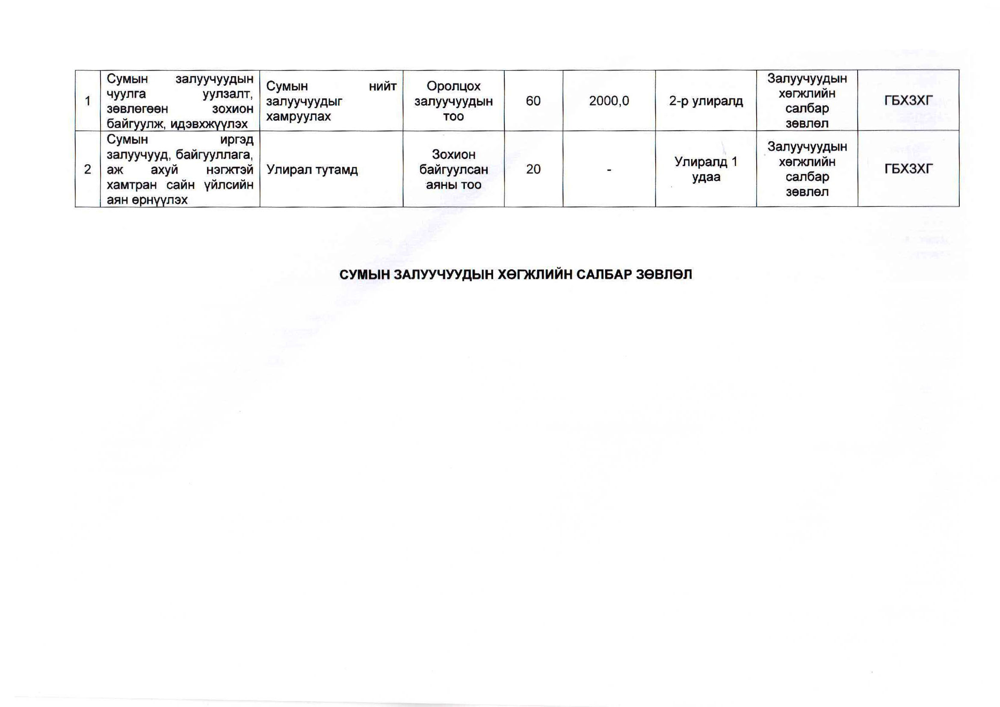 1
Сумын залуучуудын
чуулга уулзалт,
зөвлөгөөн зохион
байгуулж, идэвхжүүлэх
Сумын нийт
залуучуудыг
хамруулах
Оролцох
залуучуудын
тоо
60
2000,0
2-р улиралд
Залуучуудын
хөгжлийн
салбар
зөвлөл
ГБХЗХГ
2
Сумын иргэд
залуучууд, байгууллага,
аж ахуй нэгжтэй
хамтран сайн үйлсийн
аян өрнүүлэх
Улирал тутамд
Зохион
байгуулсан
аяны тоо
20
-
Улиралд 1
удаа
Залуучуудын
хөгжлийн
салбар
зөвлөл
ГБХЗХГ
СУМЫН ЗАЛУУЧУУДЫН ХӨГЖЛИЙН САЛБАР ЗӨВЛӨЛ